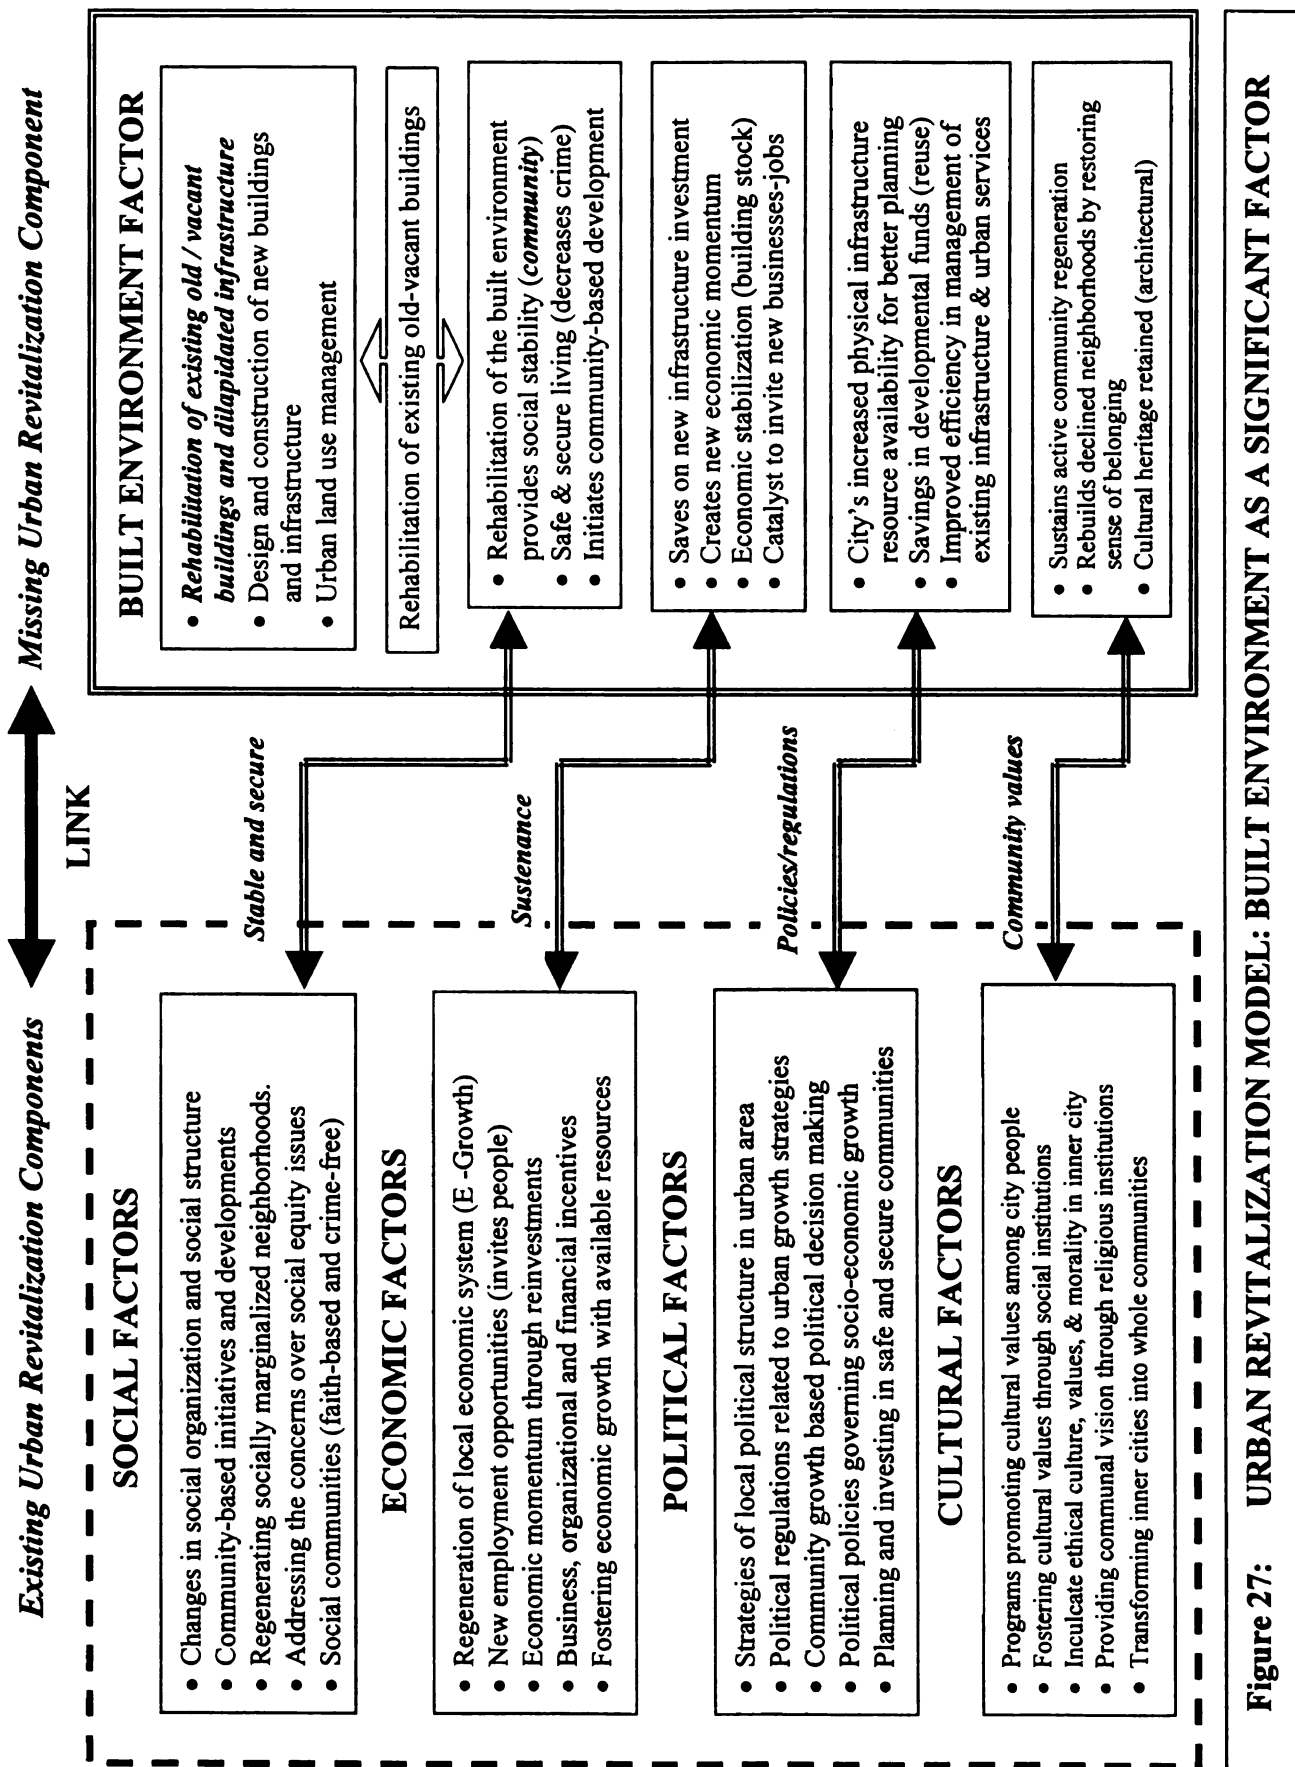 Existing Urban Revitalization Components
Missing Urban Revitalization Component
LINK
SOCIAL FACTORS
• Changes in social organization and social structure
• Community-based initiatives and developments
• Regenerating socially marginalized neighborhoods.
• Addressing the concerns over social equity issues
• Social communities (faith-based and crime-free)
ECONOMIC FACTORS
• Regeneration of local economic system (E -Growth)
• New employment opportunities (invites people)
• Economic momentum through reinvestments
• Business, organizational and financial incentives
• Fostering economic growth with available resources
POLITICAL FACTORS
• Strategies of local political structure in urban area
• Political regulations related to urban growth strategies
• Community growth based political decision making
• Political policies governing socio-economic growth
• Planning and investing in safe and secure communities
CULTURAL FACTORS
• Programs promoting cultural values among city people
• Fostering cultural values through social institutions
• Inculcate ethical culture, values, & morality in inner city
• Providing communal vision through religious institutions
• Transforming inner cities into whole communities
Stable and secure
Sustenance
Policies/regulations
Community values
BUILT ENVIRONMENT FACTOR
• Rehabilitation of existing old / vacant
buildings and dilapidated infrastructure
• Design and construction of new buildings
and infrastructure
• Urban land use management
Rehabilitation of existing old-vacant buildings
• Rehabilitation of the built environment
provides social stability (community)
• Safe & secure living (decreases crime)
• Initiates community-based development
• Saves on new infrastructure investment
• Creates new economic momentum
• Economic stabilization (building stock)
• Catalyst to invite new businesses-jobs
• City's increased physical infrastructure
resource availability for better planning
• Savings in developmental funds (reuse)
• Improved efficiency in management of
existing infrastructure & urban services
• Sustains active community regeneration
• Rebuilds declined neighborhoods by restoring
sense of belonging
• Cultural heritage retained (architectural)
Figure 27: URBAN REVITALIZATION MODEL: BUILT ENVIRONMENT AS A SIGNIFICANT FACTOR